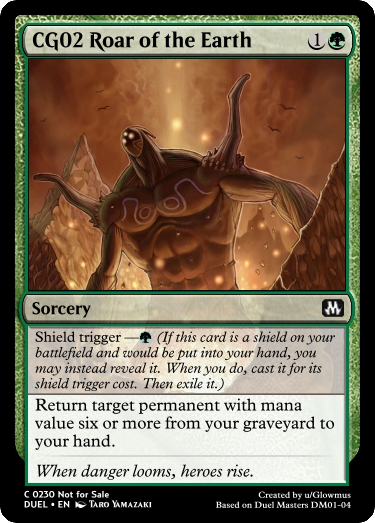 CG02 Roar of the Earth 1
Sorcery
Shield trigger — (If this card is a shield on your
battlefield and would be put into your hand, you
may instead reveal it. When you do, cast it for its
shield trigger cost. Then exile it.)
Return target permanent with mana
value six or more from your graveyard to
your hand.
When danger looms, heroes rise.
C 0230 Not for Sale
DUEL • EN Taro Yamazaki
Created by u/Glowmus
Based on Duel Masters DM01-04